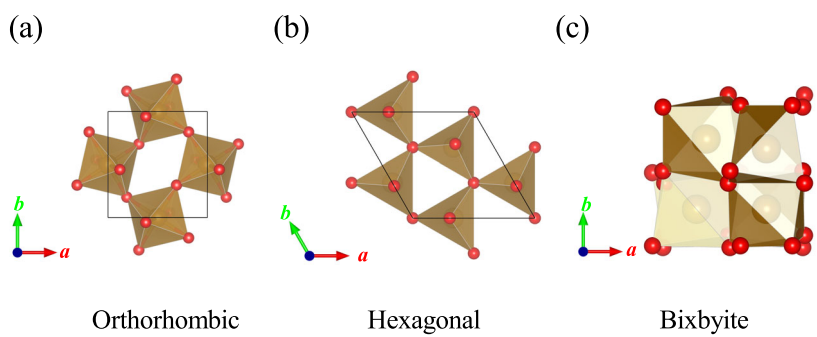 (a)
(b)
(c)
b
a
b
a
b
a
Orthorhombic
Hexagonal
Bixbyite